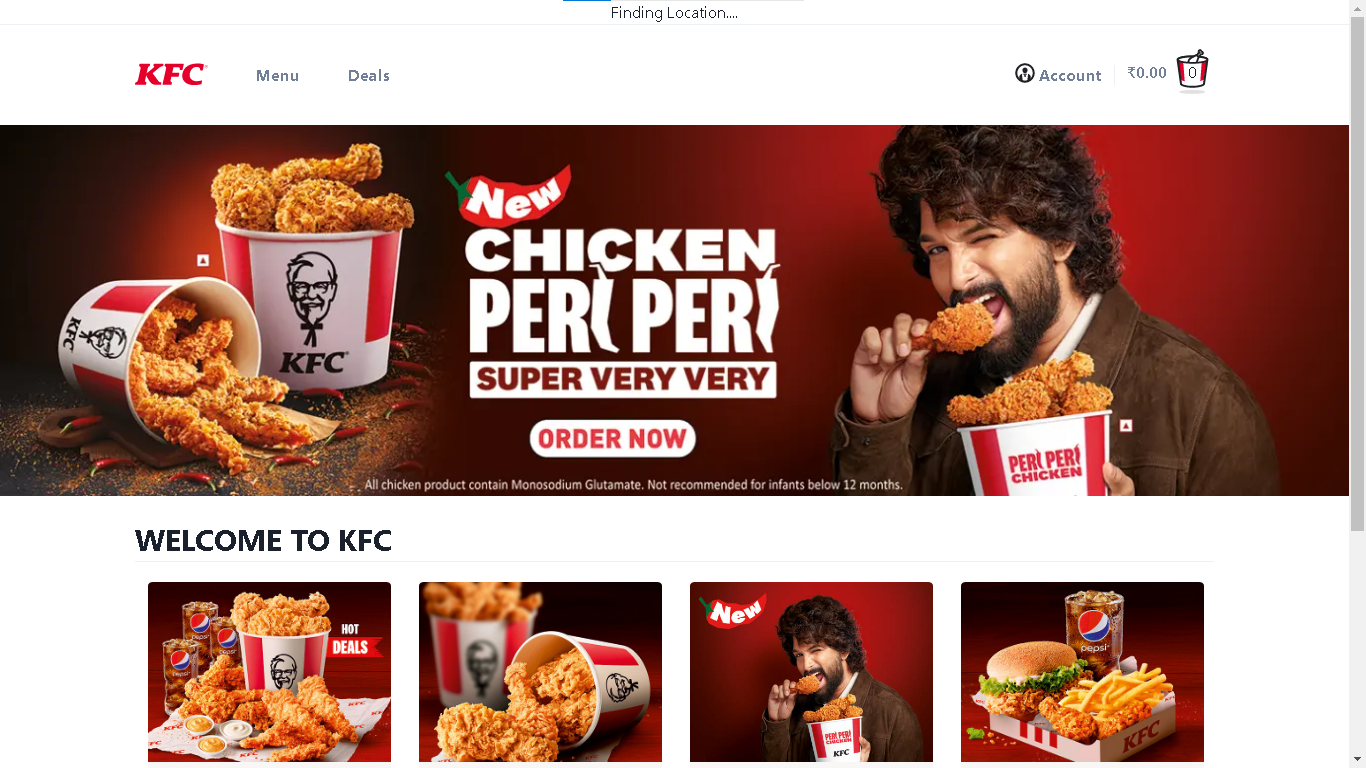 Finding Location....
KFC
Menu
Deals
Account
₹0.00
0
New
CHICKEN
PERI PERI
SUPER VERY VERY
ORDER NOW
KFC
KFC
PERI PERI
CHICKEN
All chicken product contain Monosodium Glutamate. Not recommended for infants below 12 months.
WELCOME TO KFC
HOT
DEALS
pepsi
New
PERI PERI
CHICKEN
KFC
pepsi
KFC